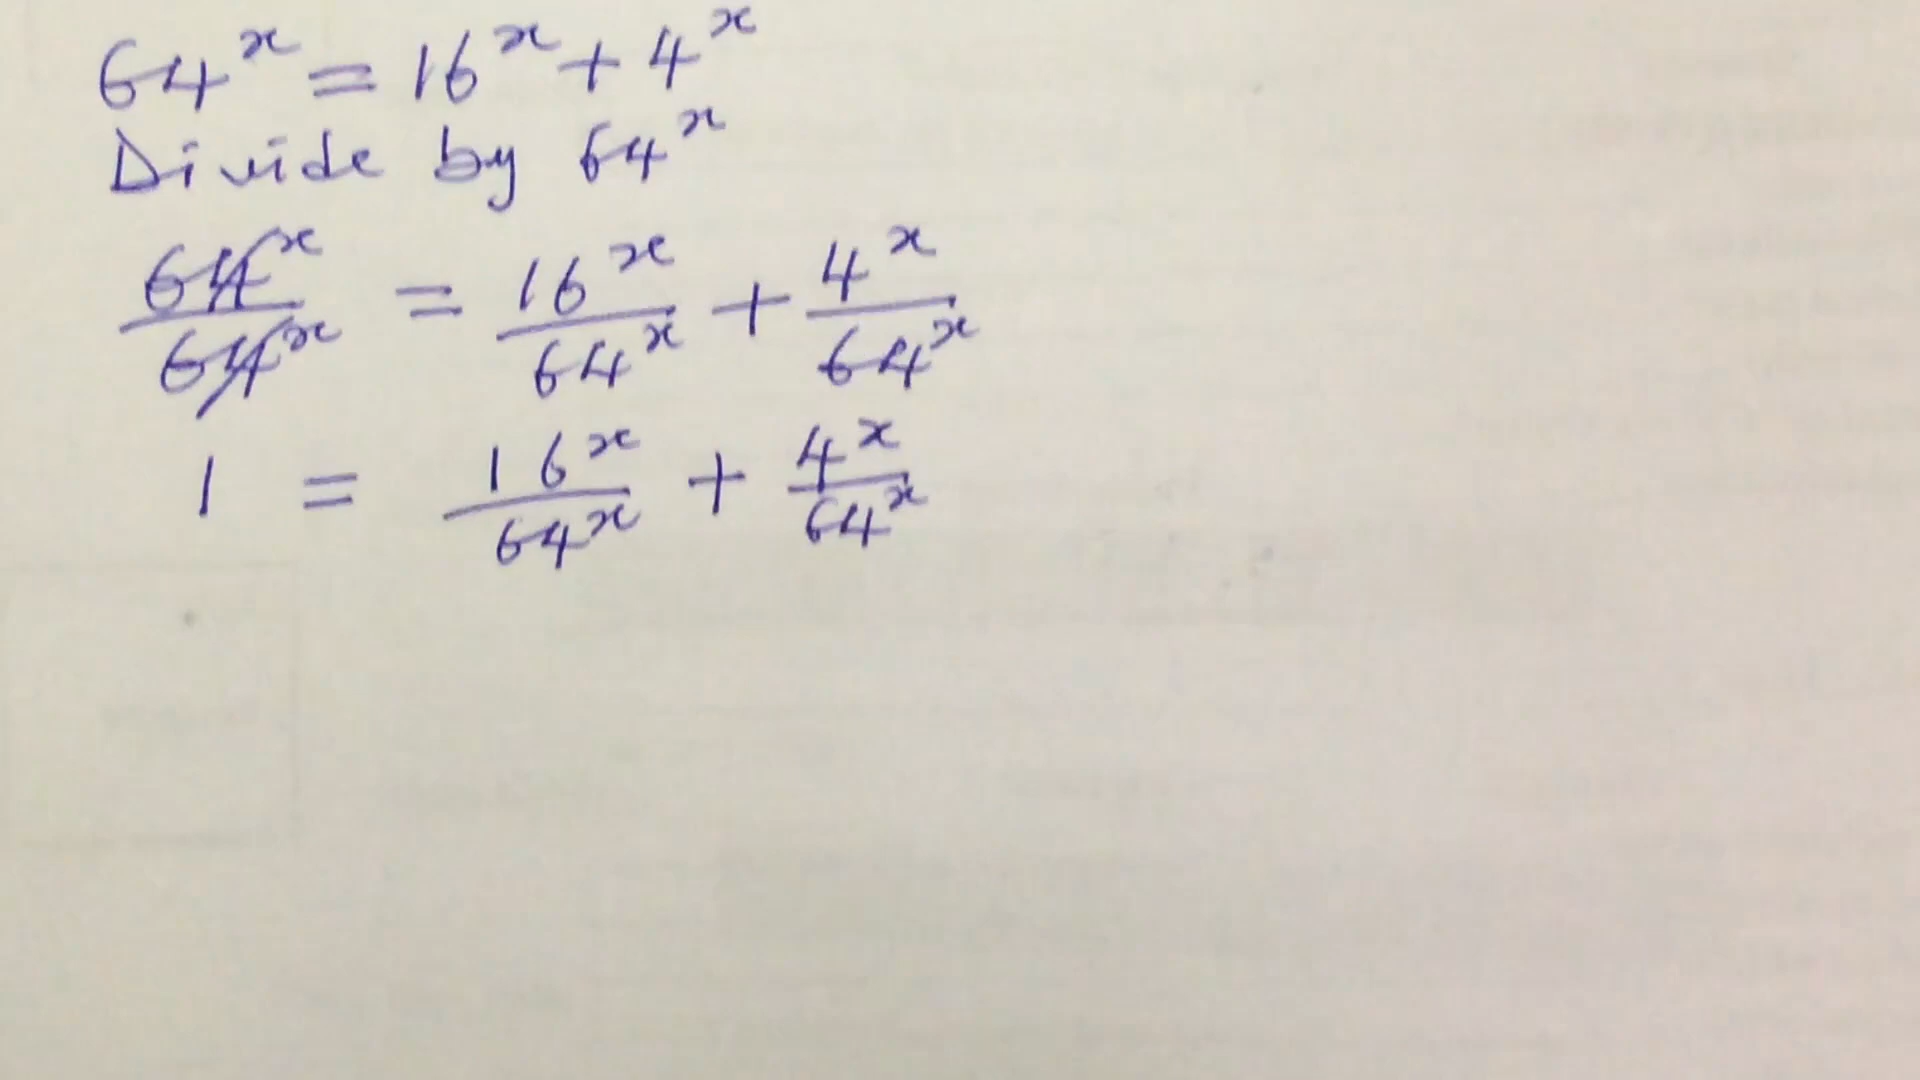 64^x = 16^x + 4^x
Divide by 64^x
64^x/64^x = 16^x/64^x + 4^x/64^x
1 = 16^x/64^x + 4^x/64^x